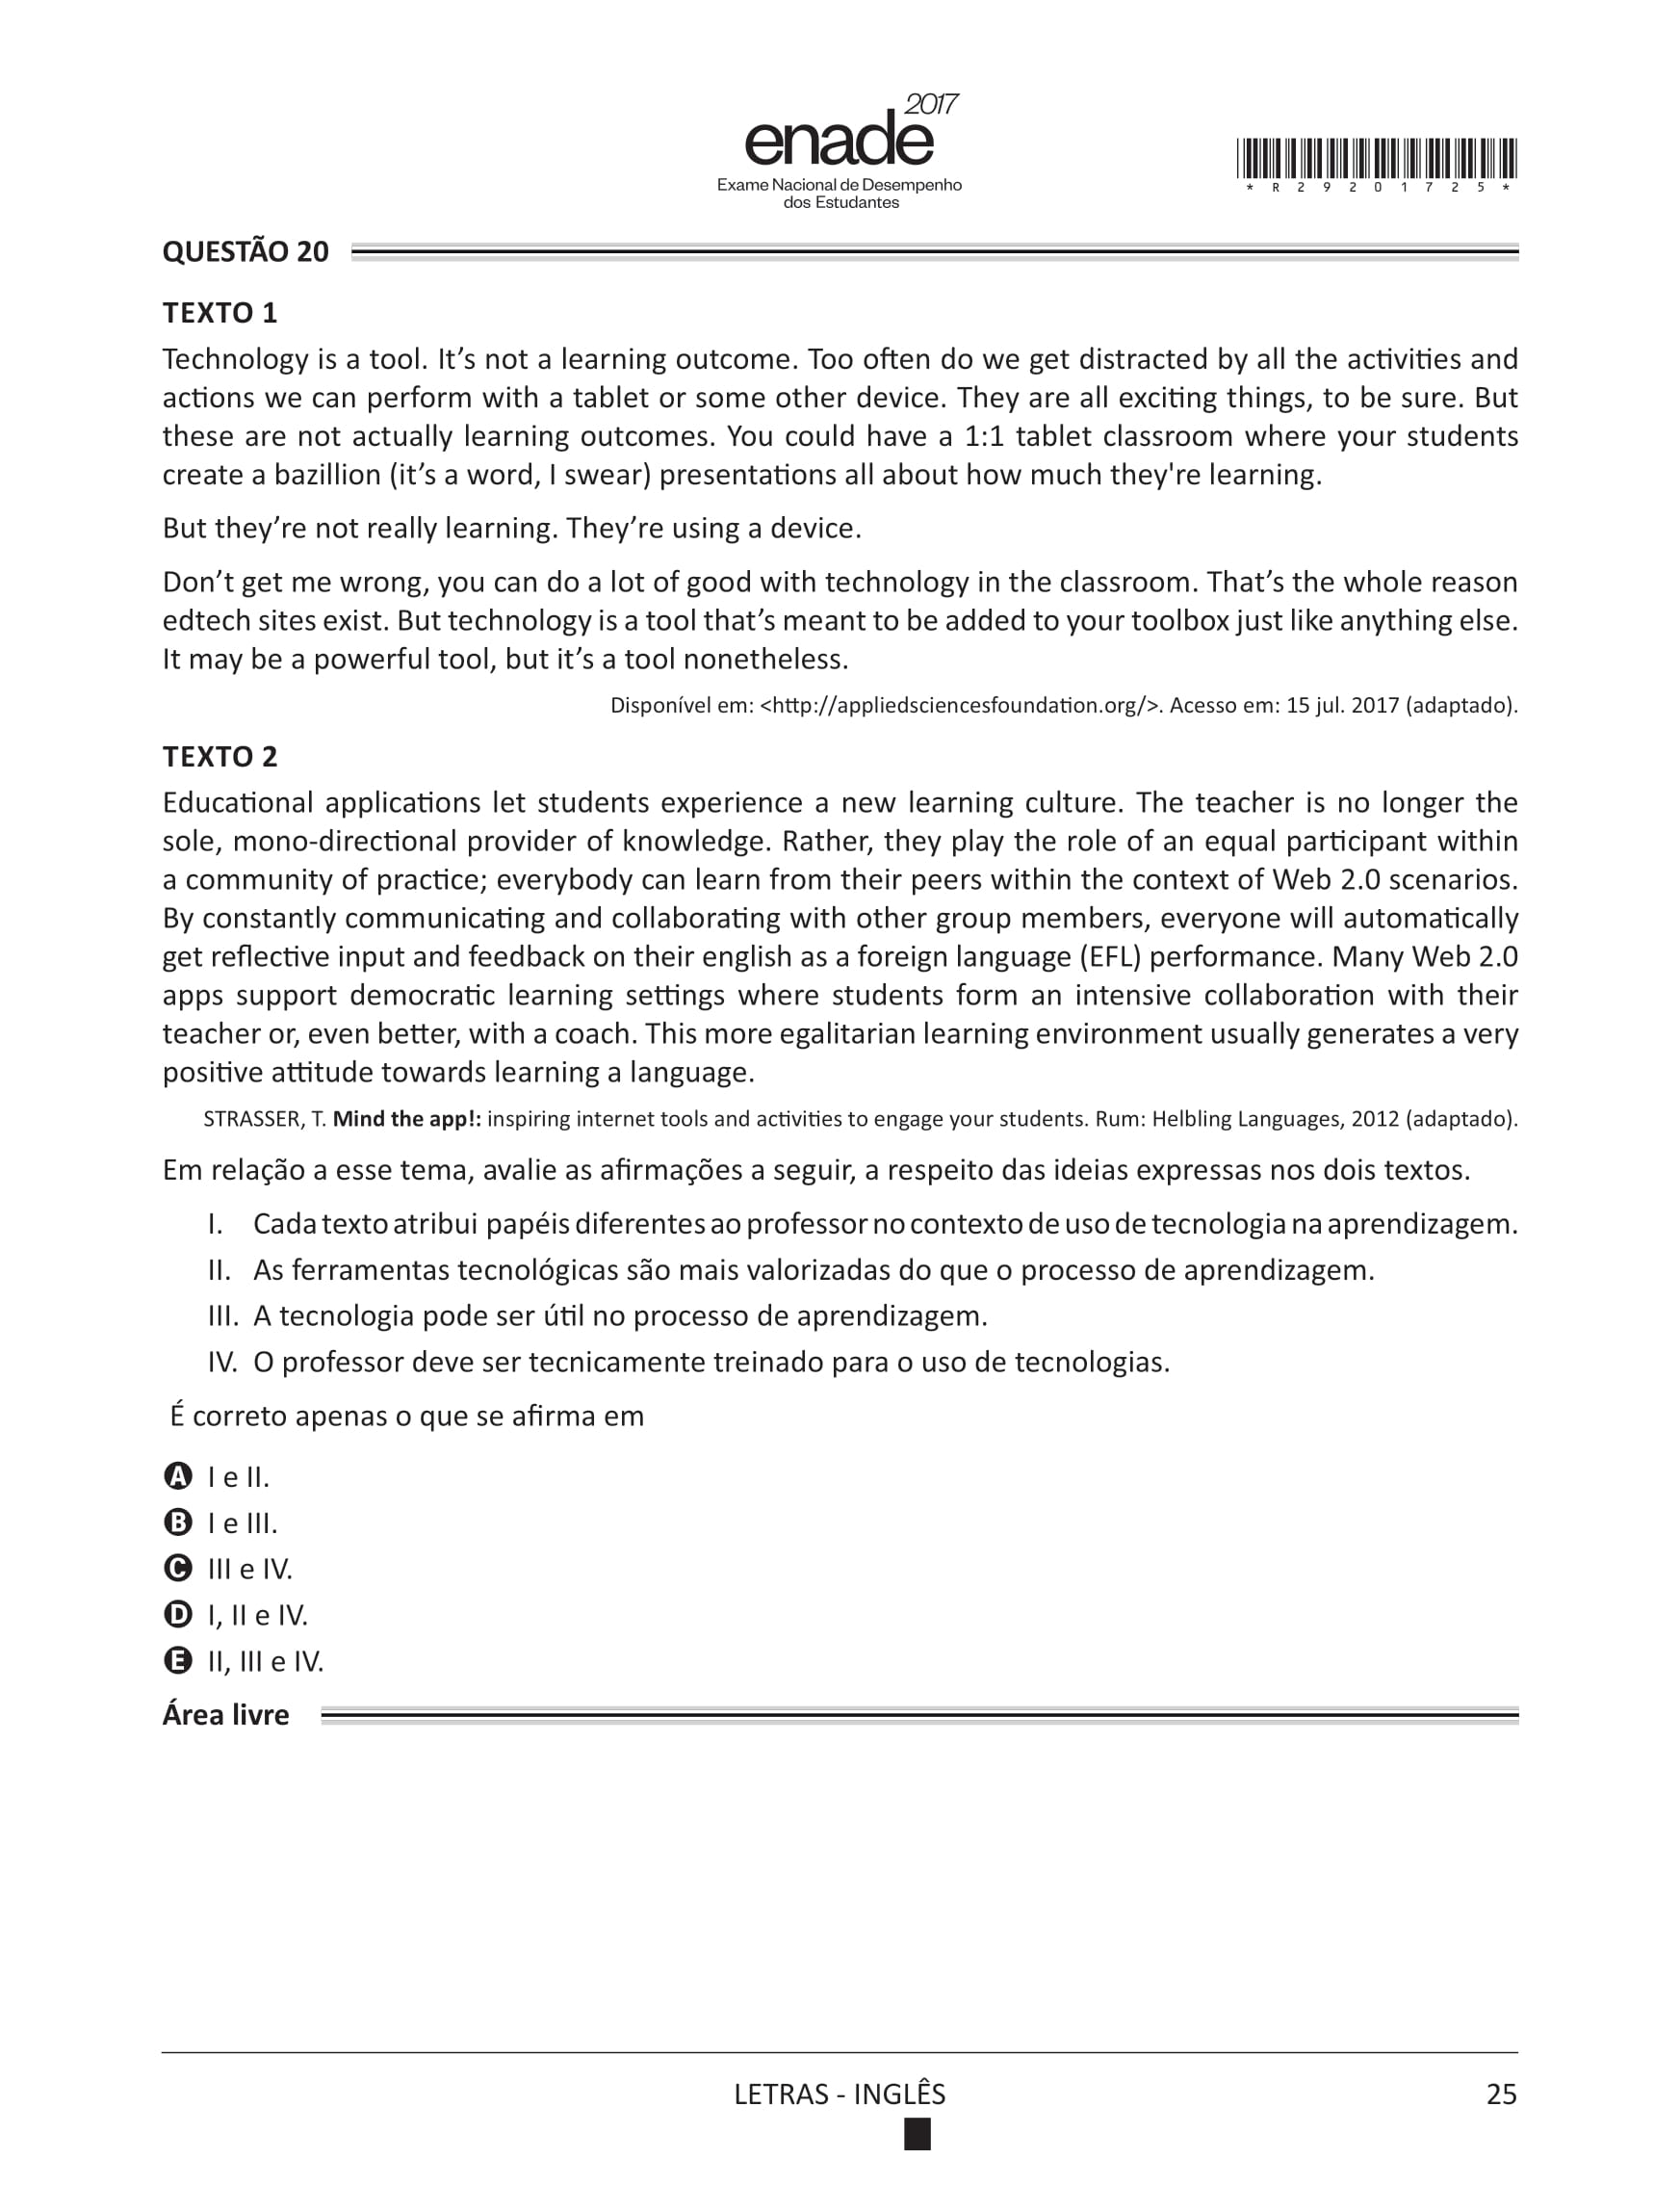 2017
enade
Exame Nacional de Desempenho
dos Estudantes
* R 2 9 2 0 1 7 2 5 *
QUESTÃO 20
TEXTO 1
Technology is a tool. It’s not a learning outcome. Too often do we get distracted by all the activities and
actions we can perform with a tablet or some other device. They are all exciting things, to be sure. But
these are not actually learning outcomes. You could have a 1:1 tablet classroom where your students
create a bazillion (it’s a word, I swear) presentations all about how much they're learning.
But they’re not really learning. They’re using a device.
Don’t get me wrong, you can do a lot of good with technology in the classroom. That’s the whole reason
edtech sites exist. But technology is a tool that’s meant to be added to your toolbox just like anything else.
It may be a powerful tool, but it’s a tool nonetheless.
Disponível em: <http://appliedsciencesfoundation.org/>. Acesso em: 15 jul. 2017 (adaptado).
TEXTO 2
Educational applications let students experience a new learning culture. The teacher is no longer the
sole, mono-directional provider of knowledge. Rather, they play the role of an equal participant within
a community of practice; everybody can learn from their peers within the context of Web 2.0 scenarios.
By constantly communicating and collaborating with other group members, everyone will automatically
get reflective input and feedback on their english as a foreign language (EFL) performance. Many Web 2.0
apps support democratic learning settings where students form an intensive collaboration with their
teacher or, even better, with a coach. This more egalitarian learning environment usually generates a very
positive attitude towards learning a language.
STRASSER, T. Mind the app!: inspiring internet tools and activities to engage your students. Rum: Helbling Languages, 2012 (adaptado).
Em relação a esse tema, avalie as afirmações a seguir, a respeito das ideias expressas nos dois textos.
I. Cada texto atribui papéis diferentes ao professor no contexto de uso de tecnologia na aprendizagem.
II. As ferramentas tecnológicas são mais valorizadas do que o processo de aprendizagem.
III. A tecnologia pode ser útil no processo de aprendizagem.
IV. O professor deve ser tecnicamente treinado para o uso de tecnologias.
É correto apenas o que se afirma em
A I e II.
B I e III.
C III e IV.
D I, II e IV.
E II, III e IV.
Área livre
LETRAS - INGLÊS
25